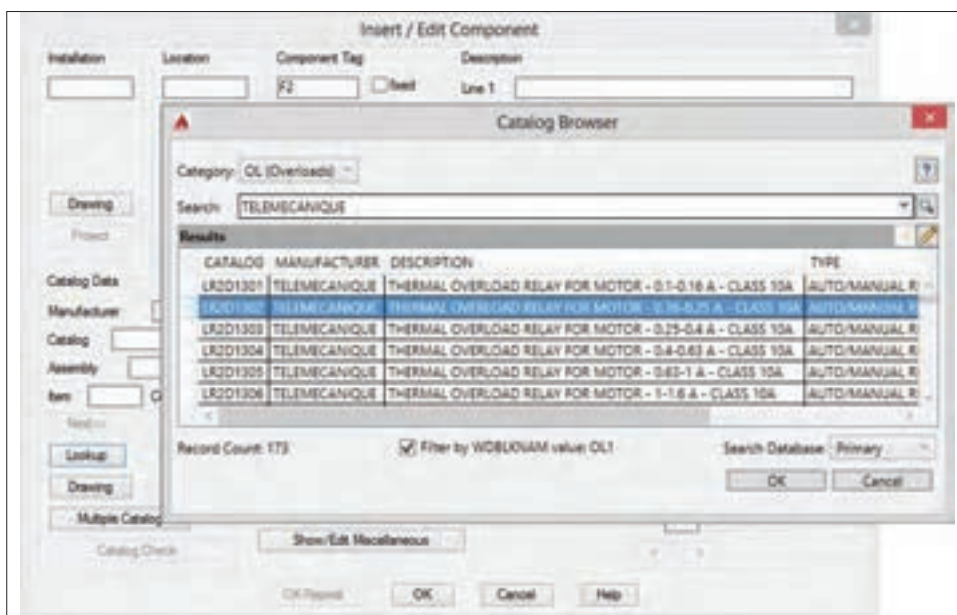 Insert / Edit Component
Installation Location Component Tag Description
F2 fixed Line 1
Catalog Browser
Category: OL (Overloads)
Drawing
Search: TELEMECANIQUE
Project
Results
CATALOG MANUFACTURER DESCRIPTION TYPE
Catalog Data
LR2D1301 TELEMECANIQUE THERMAL OVERLOAD RELAY FOR MOTOR - 0.1-0.16 A - CLASS 10A AUTO/MANUAL R
Manufacturer
LR2D1302 TELEMECANIQUE THERMAL OVERLOAD RELAY FOR MOTOR - 0.16-0.25 A - CLASS 10A AUTO/MANUAL R
LR2D1303 TELEMECANIQUE THERMAL OVERLOAD RELAY FOR MOTOR - 0.25-0.4 A - CLASS 10A AUTO/MANUAL R
Catalog
LR2D1304 TELEMECANIQUE THERMAL OVERLOAD RELAY FOR MOTOR - 0.4-0.63 A - CLASS 10A AUTO/MANUAL R
Assembly
LR2D1305 TELEMECANIQUE THERMAL OVERLOAD RELAY FOR MOTOR - 0.63-1 A - CLASS 10A AUTO/MANUAL R
Item
LR2D1306 TELEMECANIQUE THERMAL OVERLOAD RELAY FOR MOTOR - 1-1.6 A - CLASS 10A AUTO/MANUAL R
Next>>
Record Count: 173 Filter by WDBLKNAM value: OL1 Search Database: Primary
Lookup
OK Cancel
Drawing
Multiple Catalog
Show/Edit Miscellaneous
Catalog Check
OK-Repeat OK Cancel Help